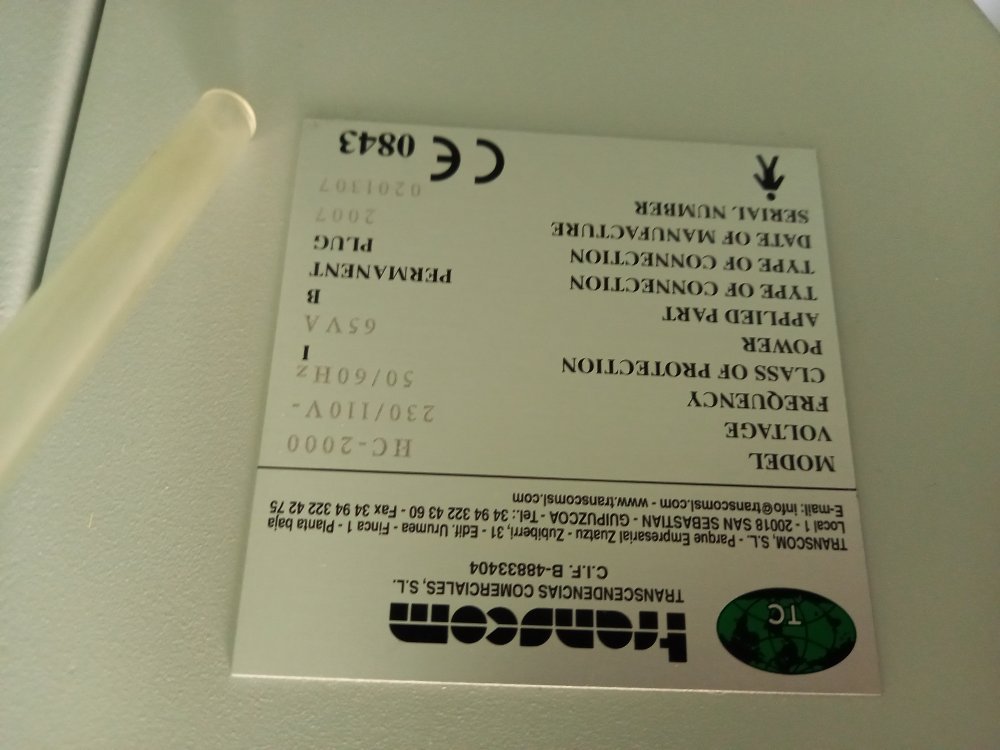 TC
transcom
TRANSCENDENCIAS COMERCIALES, S.L.
C.I.F. B-48833404
TRANSCOM, S.L. - Parque Empresarial Zuatzu - Zubiberri, 31 - Edif. Urumea - Finca 1 - Planta baja
Local 1 - 20018 SAN SEBASTIAN - GUIPUZCOA - Tel.: 34 94 322 43 60 - Fax 34 94 322 42 75
E-mail: info@transcomsl.com - www.transcomsl.com
MODEL HC-2000
VOLTAGE 230/110V-
FREQUENCY 50/60Hz
CLASS OF PROTECTION I
POWER 65VA
APPLIED PART B
TYPE OF CONNECTION PERMANENT
TYPE OF CONNECTION PLUG
DATE OF MANUFACTURE 2007
SERIAL NUMBER 0201307
CE 0843